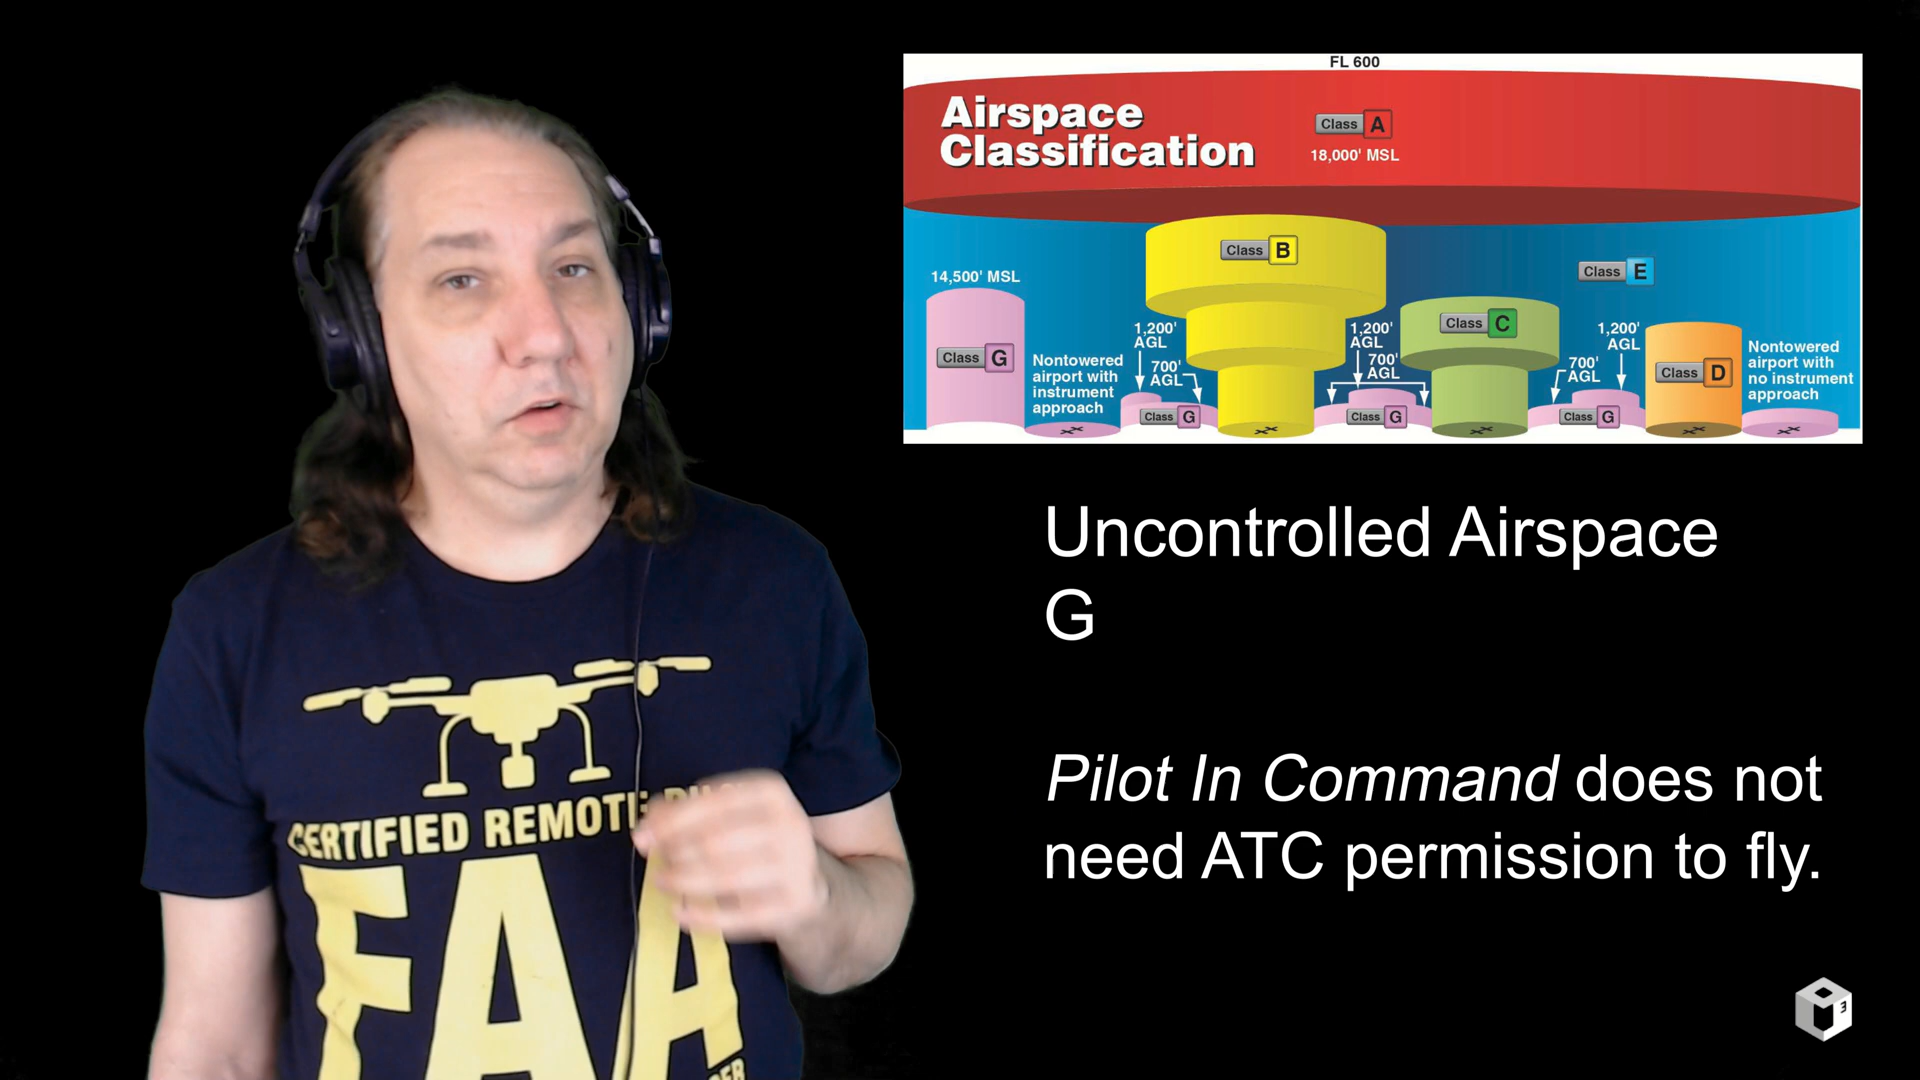 FL 600
Airspace
Classification
Class A
18,000' MSL
Class B
Class E
14,500' MSL
Class C
1,200'
AGL
1,200'
AGL
1,200'
AGL
Class G
Nontowered
airport with
instrument
approach
700'
AGL
700'
AGL
700'
AGL
Class D
Nontowered
airport with
no instrument
approach
Class G
Class G
Class G
Uncontrolled Airspace
G
Pilot In Command does not
need ATC permission to fly.
CERTIFIED REMOTE
FAA
3